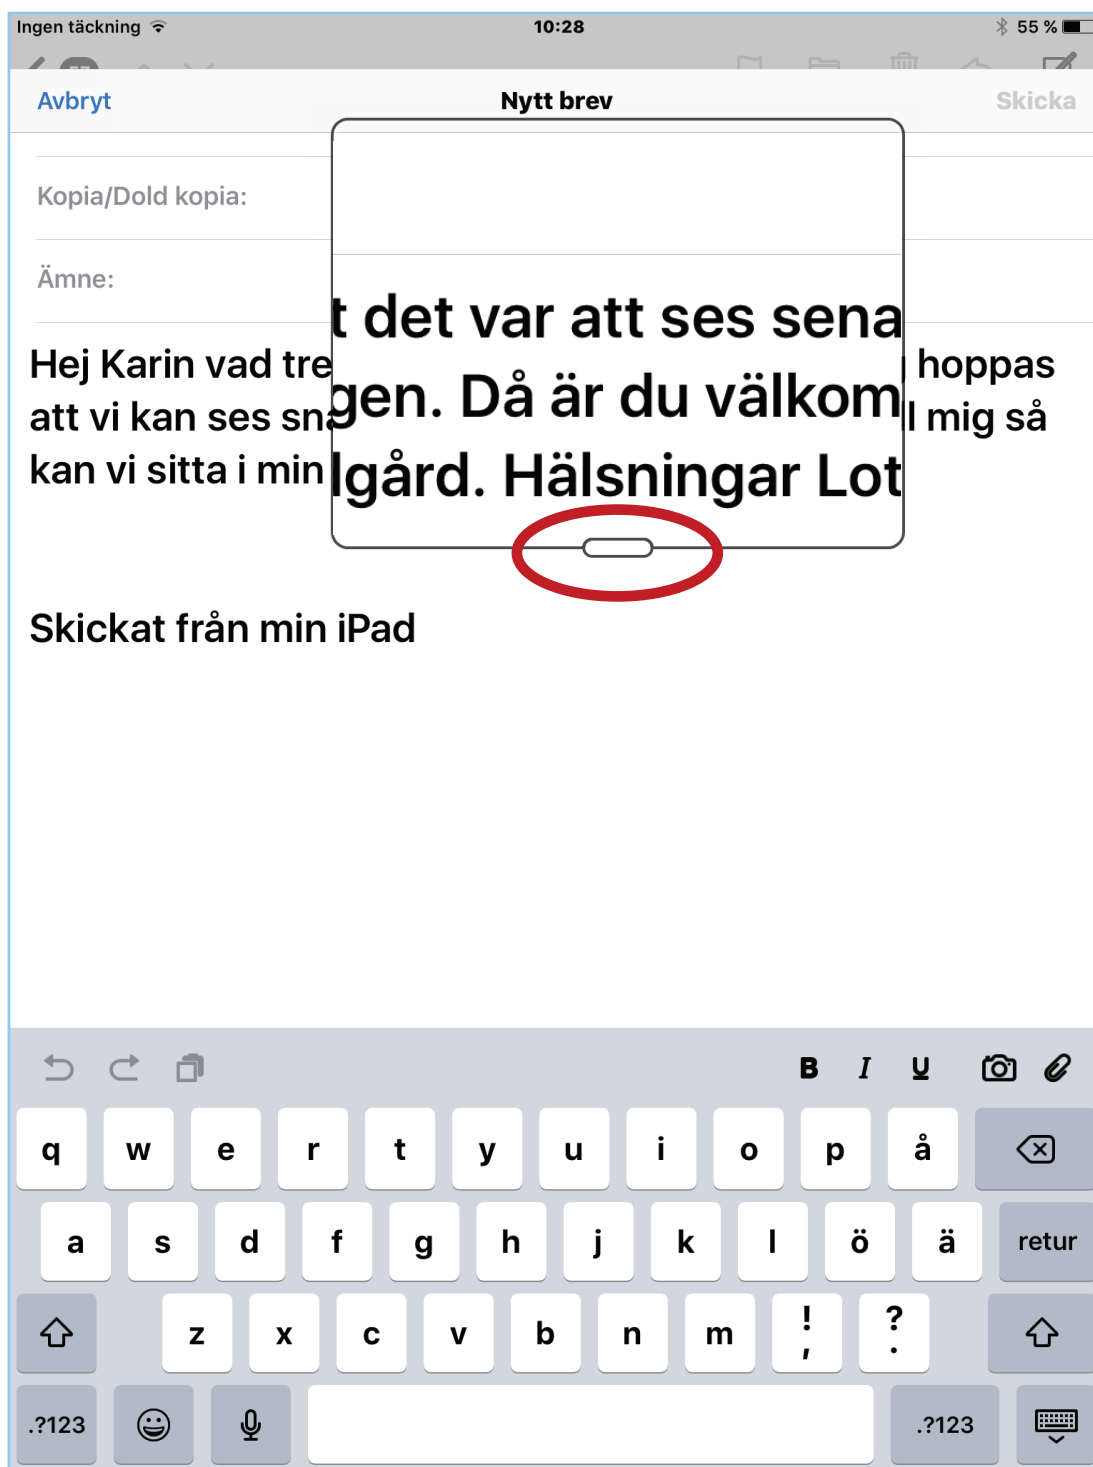 Ingen täckning 10:28 55 %
Avbryt Nytt brev Skicka
Kopia/Dold kopia:
Ämne:
t det var att ses sena
Hej Karin vad tre hoppas
gen. Då är du välkom
att vi kan ses sna l mig så
lgård. Hälsningar Lot
kan vi sitta i min
Skickat från min iPad
B I U
q w e r t y u i o p å
a s d f g h j k l ö ä retur
z x c v b n m ! , ? .
.?123 .?123